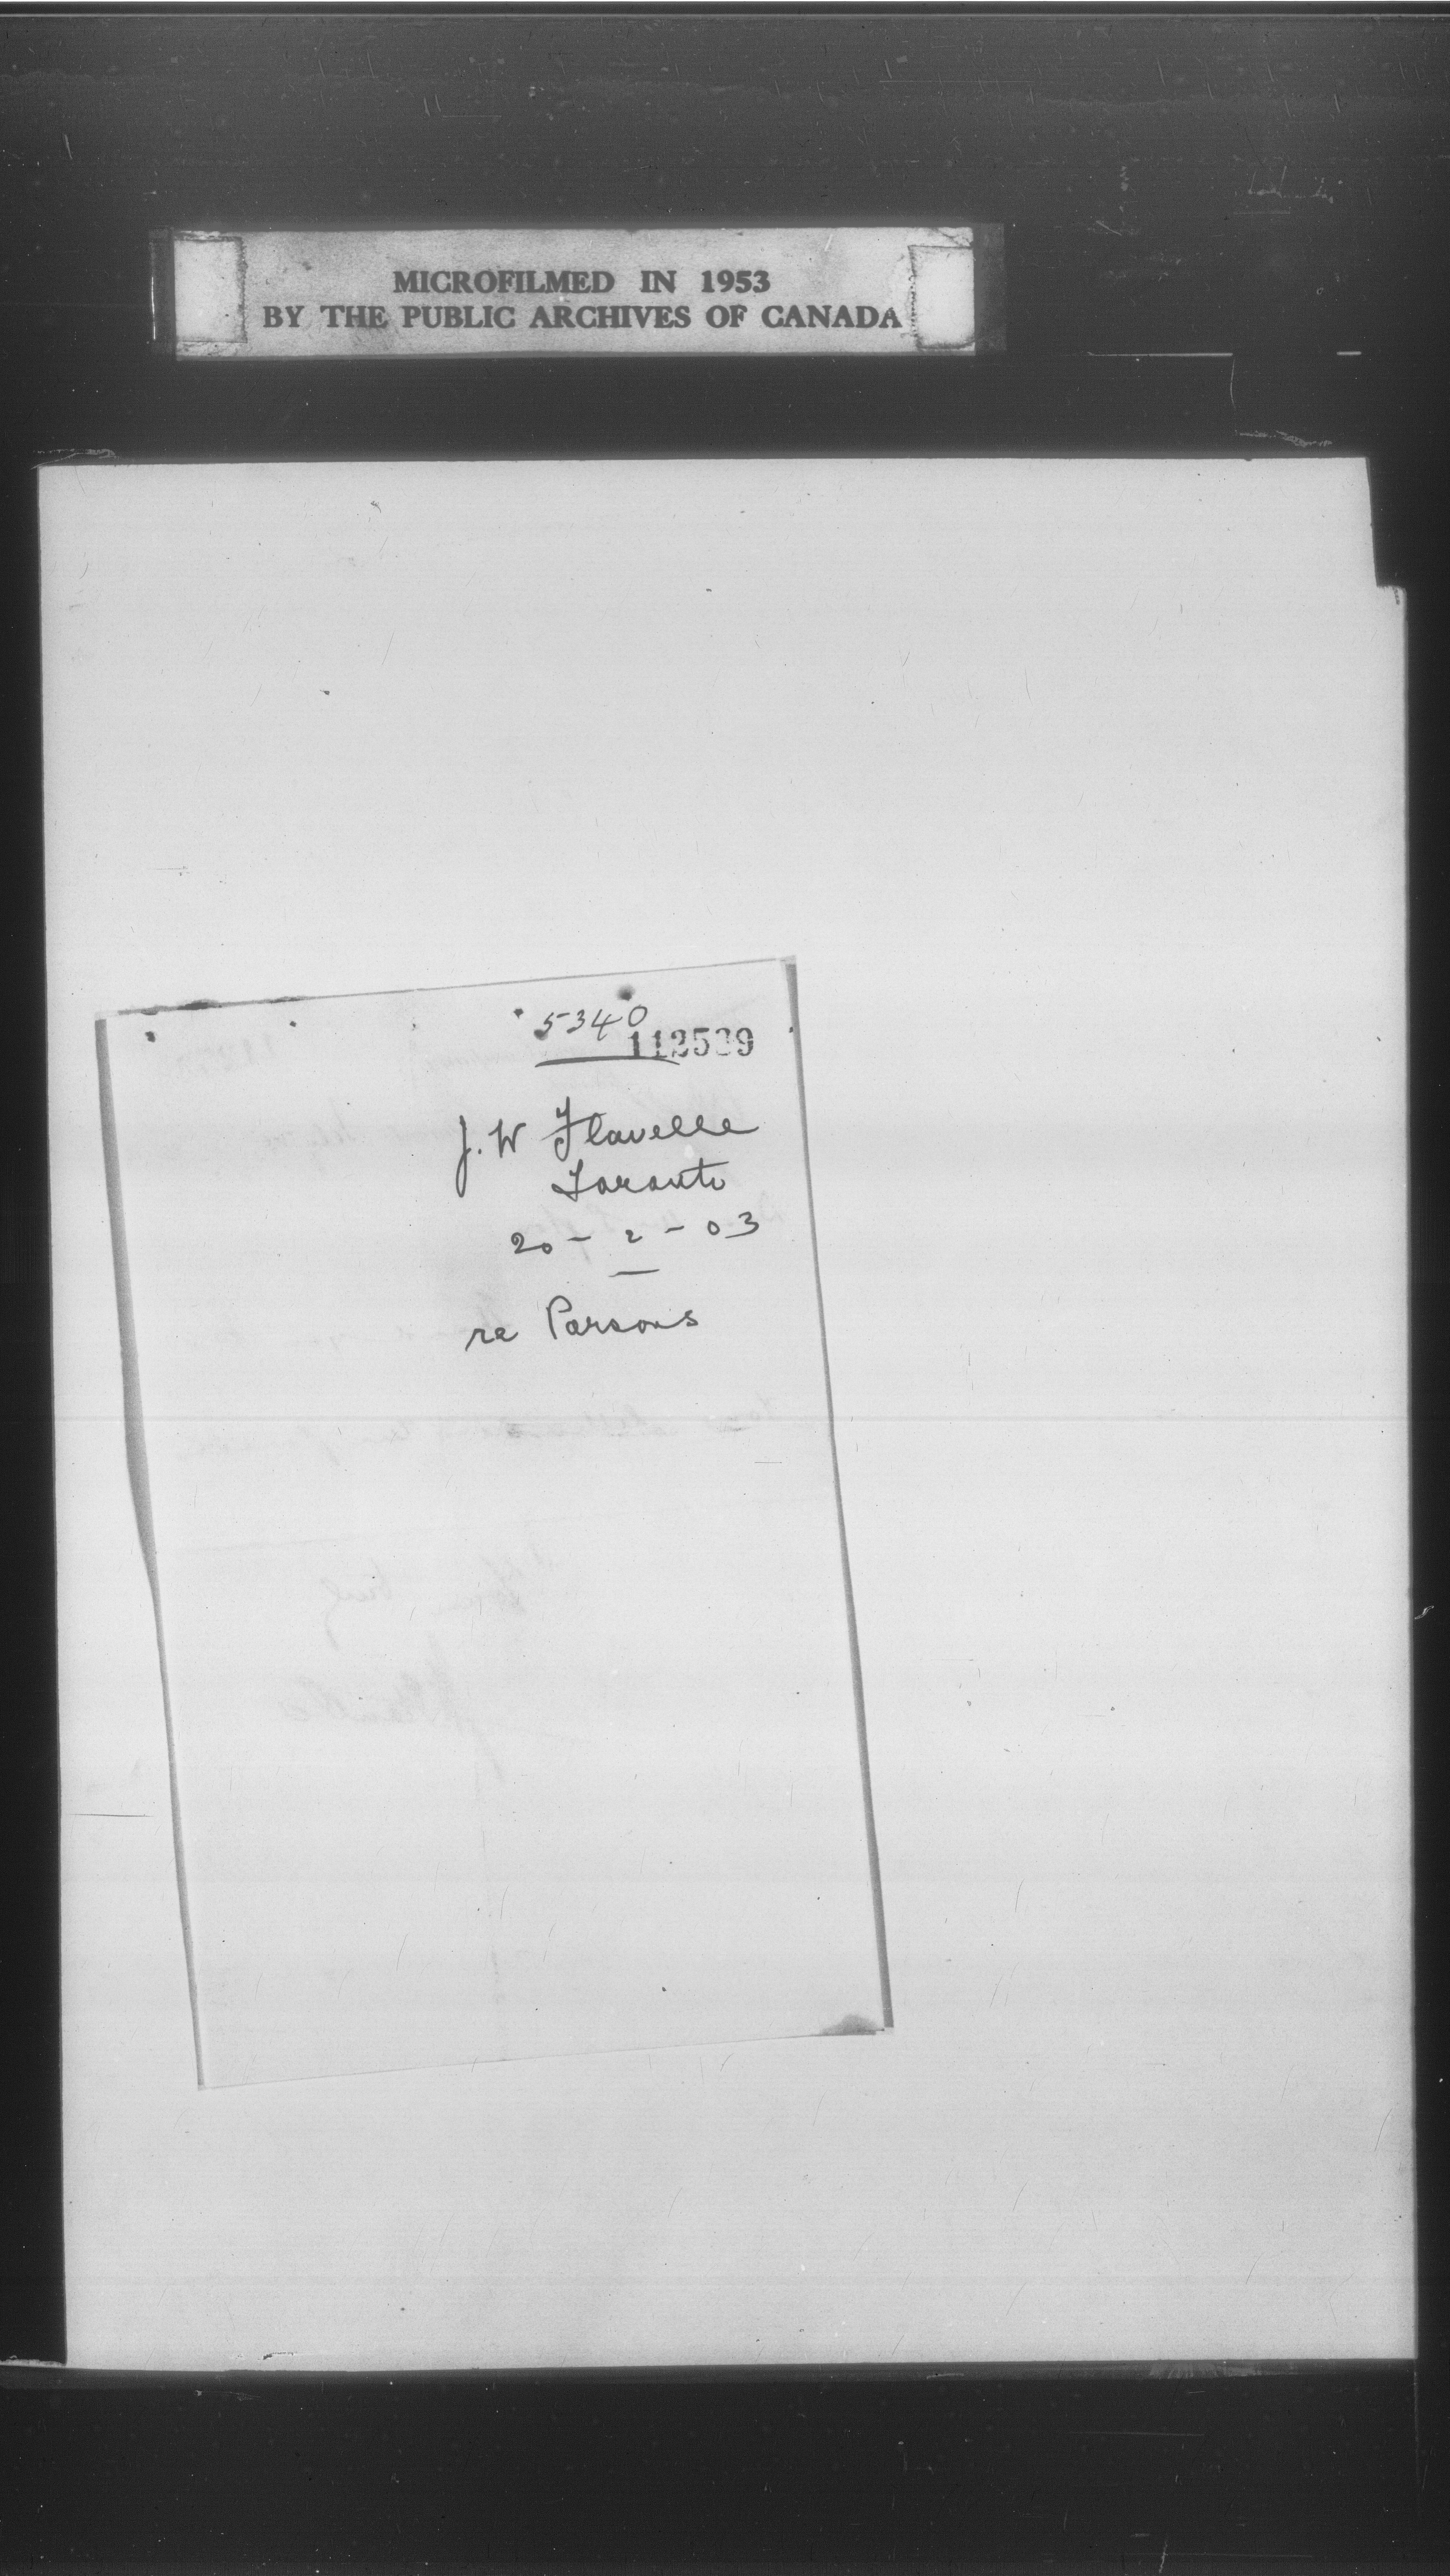 MICROFILMED IN 1953
BY THE PUBLIC ARCHIVES OF CANADA
5340
112539
J. W Flavelle
Toronto
20 - 2 - 03
re Parsons